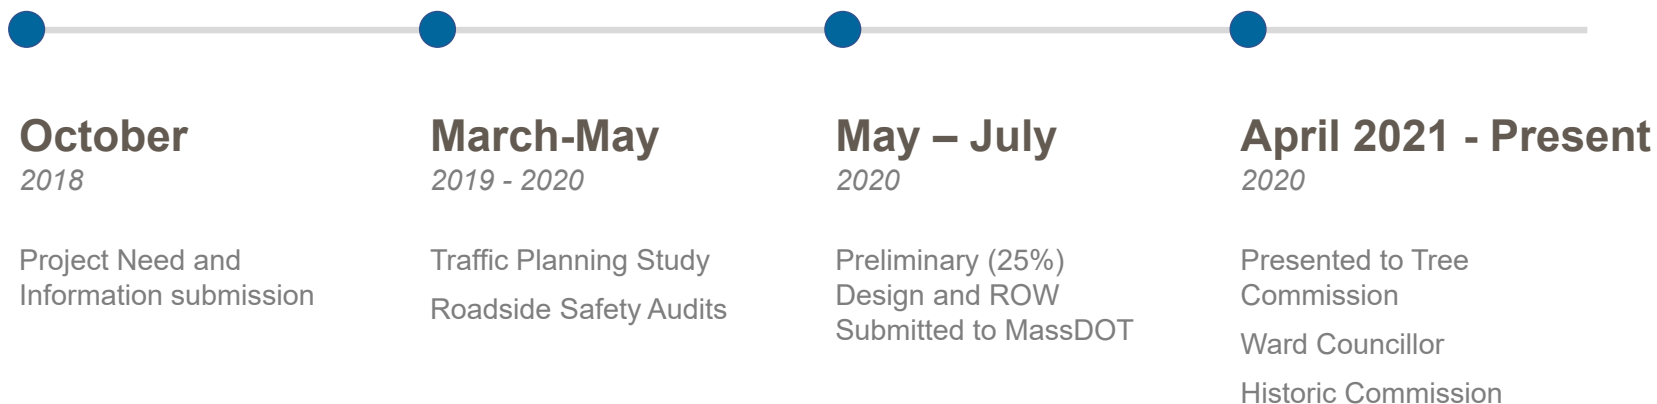 October
2018
Project Need and
Information submission
March-May
2019 - 2020
Traffic Planning Study
Roadside Safety Audits
May – July
2020
Preliminary (25%)
Design and ROW
Submitted to MassDOT
April 2021 - Present
2020
Presented to Tree
Commission
Ward Councillor
Historic Commission